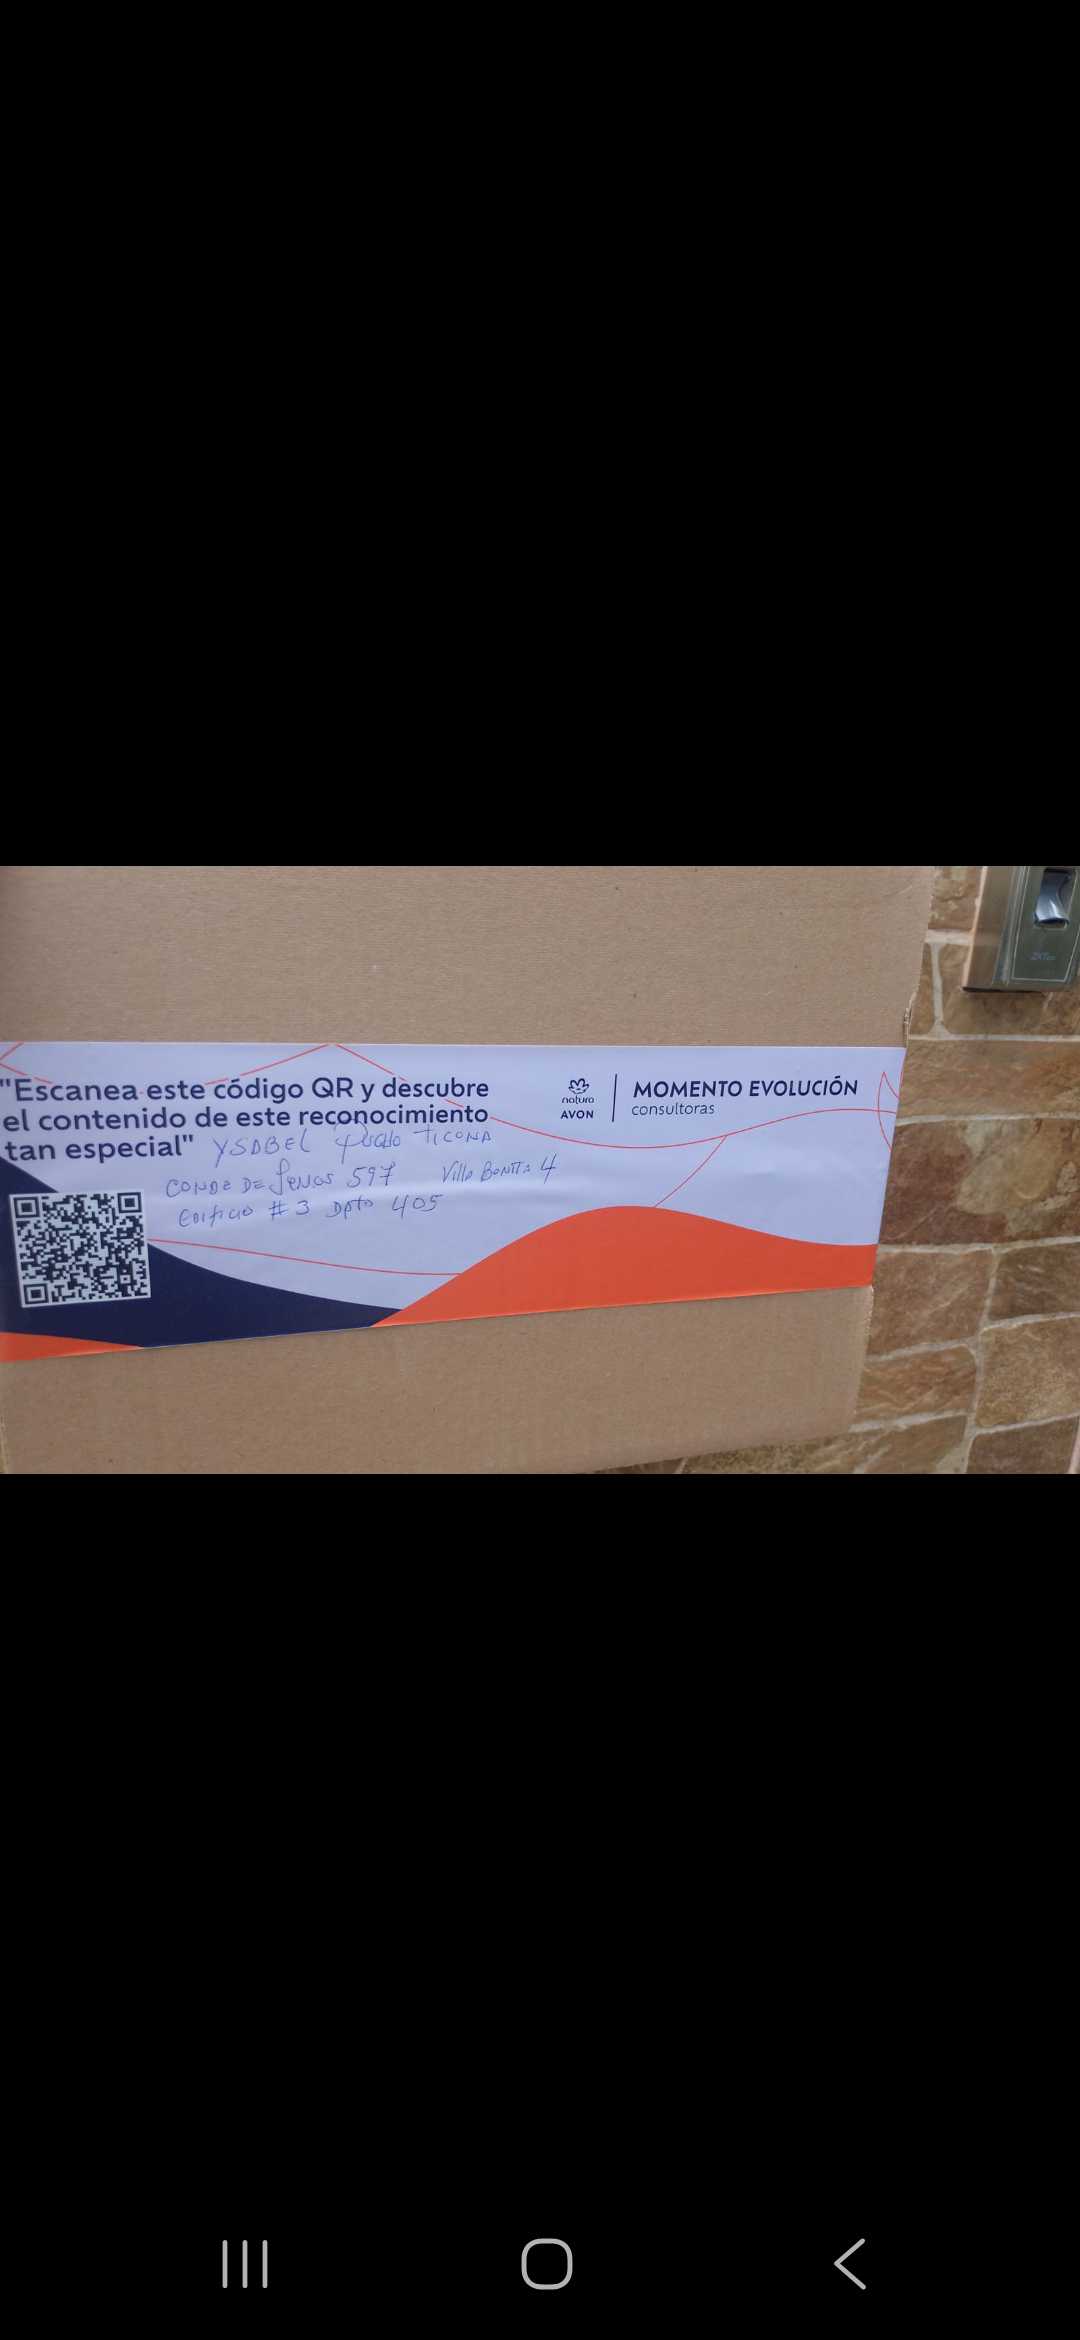 "Escanea este código QR y descubre
el contenido de este reconocimiento
tan especial"
natura
AVON
MOMENTO EVOLUCIÓN
consultoras
YSABEL TICONA
CONDE DE 597 Villa BONITA 4
Edificio # 3 Dpto 405